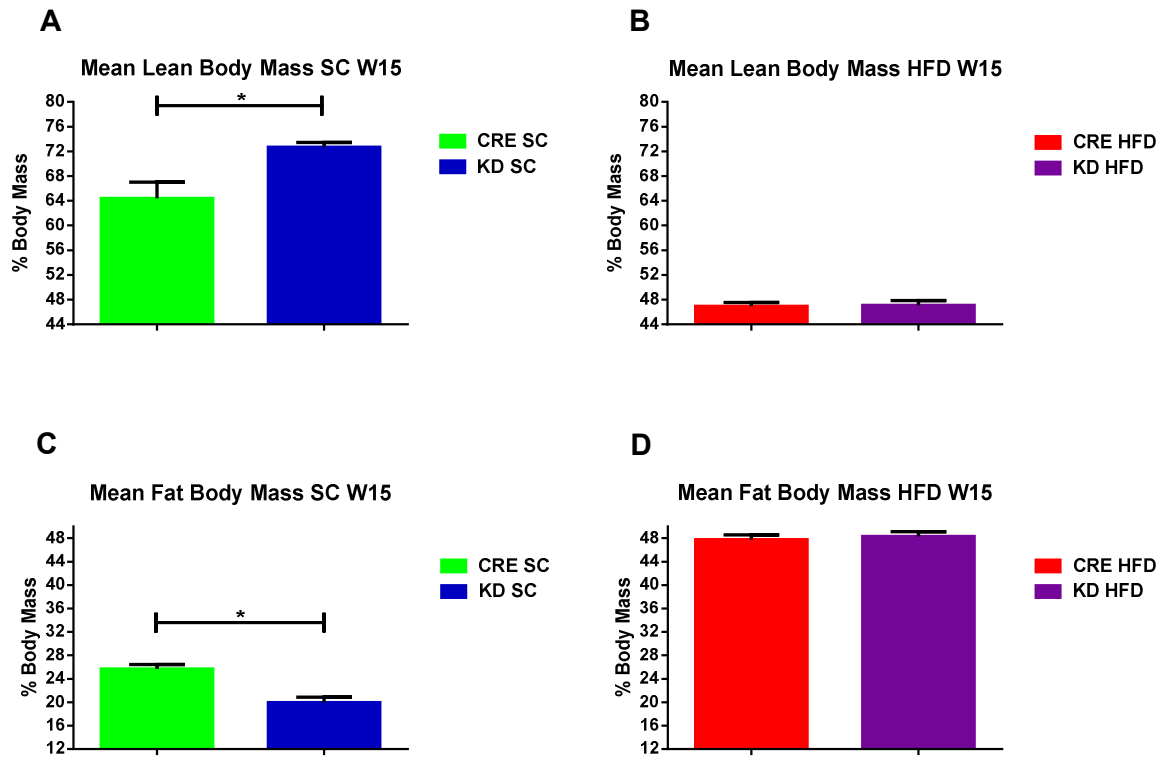 A
Mean Lean Body Mass SC W15
*
80
76
72
68
64
60
56
52
48
44
% Body Mass
CRE SC
KD SC
B
Mean Lean Body Mass HFD W15
80
76
72
68
64
60
56
52
48
44
% Body Mass
CRE HFD
KD HFD
C
Mean Fat Body Mass SC W15
*
48
44
40
36
32
28
24
20
16
12
% Body Mass
CRE SC
KD SC
D
Mean Fat Body Mass HFD W15
48
44
40
36
32
28
24
20
16
12
% Body Mass
CRE HFD
KD HFD